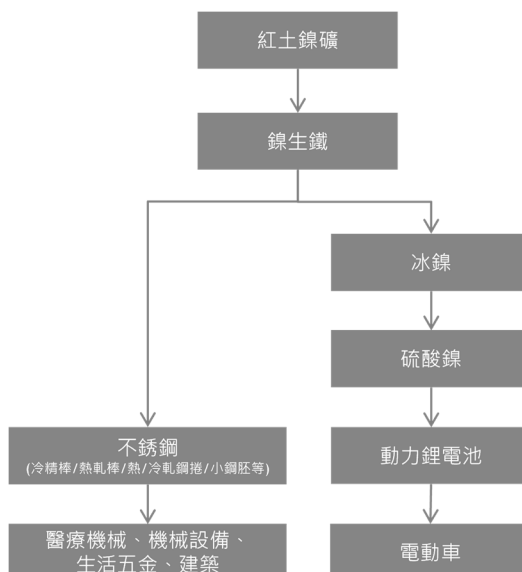 紅土鎳礦
鎳生鐵
冰鎳
硫酸鎳
不銹鋼
(冷精棒/熱軋棒/熱/冷軋鋼捲/小鋼胚等)
動力鋰電池
醫療機械、機械設備、
生活五金、建築
電動車